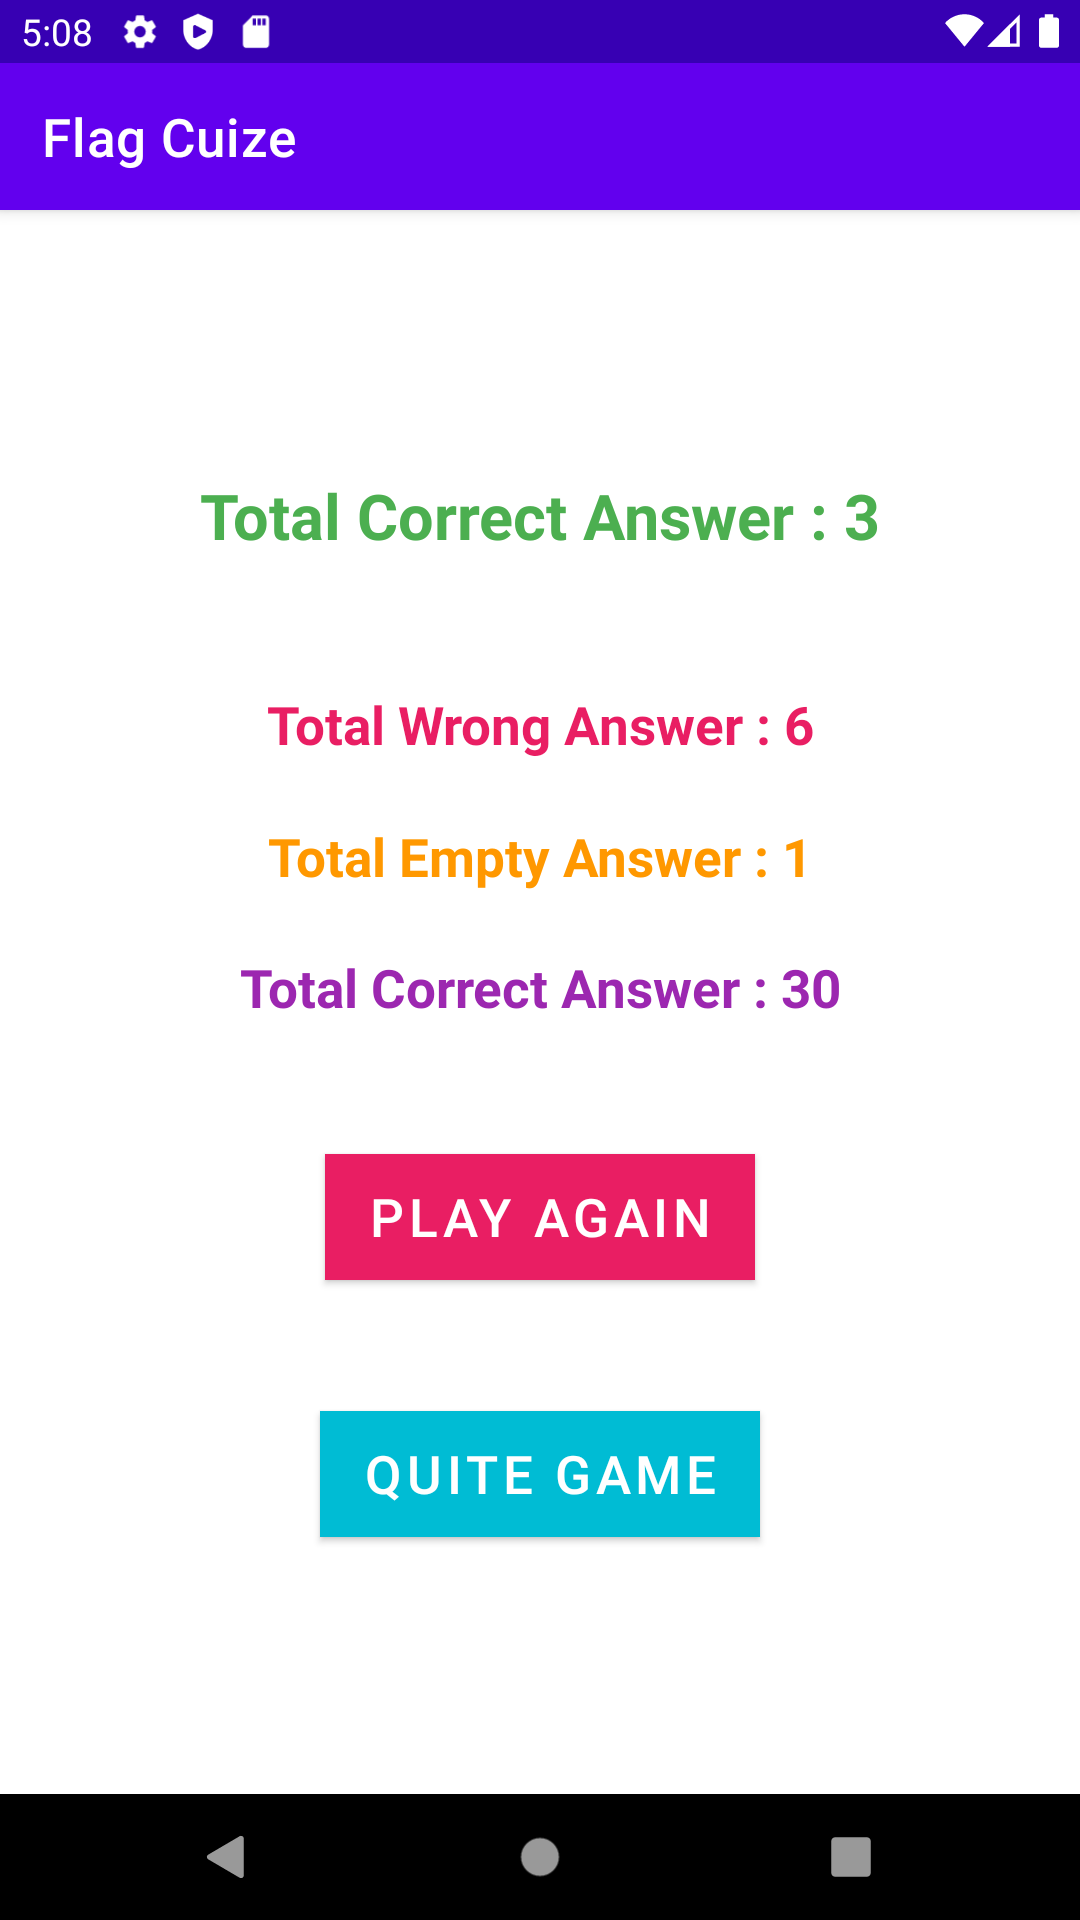 5:08
Flag Cuize
Total Correct Answer : 3
Total Wrong Answer : 6
Total Empty Answer : 1
Total Correct Answer : 30
PLAY AGAIN
QUITE GAME